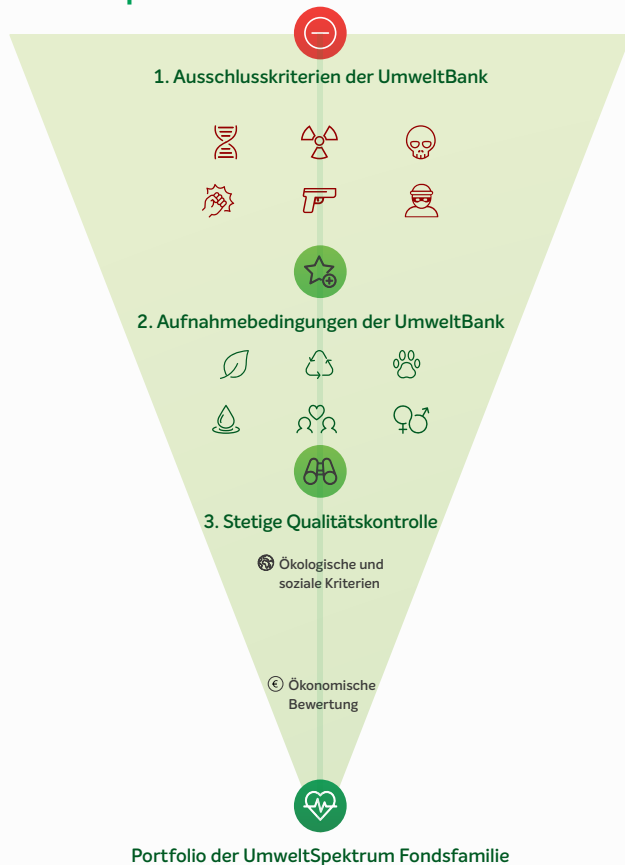 1. Ausschlusskriterien der UmweltBank
2. Aufnahmebedingungen der UmweltBank
3. Stetige Qualitätskontrolle
Ökologische und
soziale Kriterien
€ Ökonomische
Bewertung
Portfolio der UmweltSpektrum Fondsfamilie